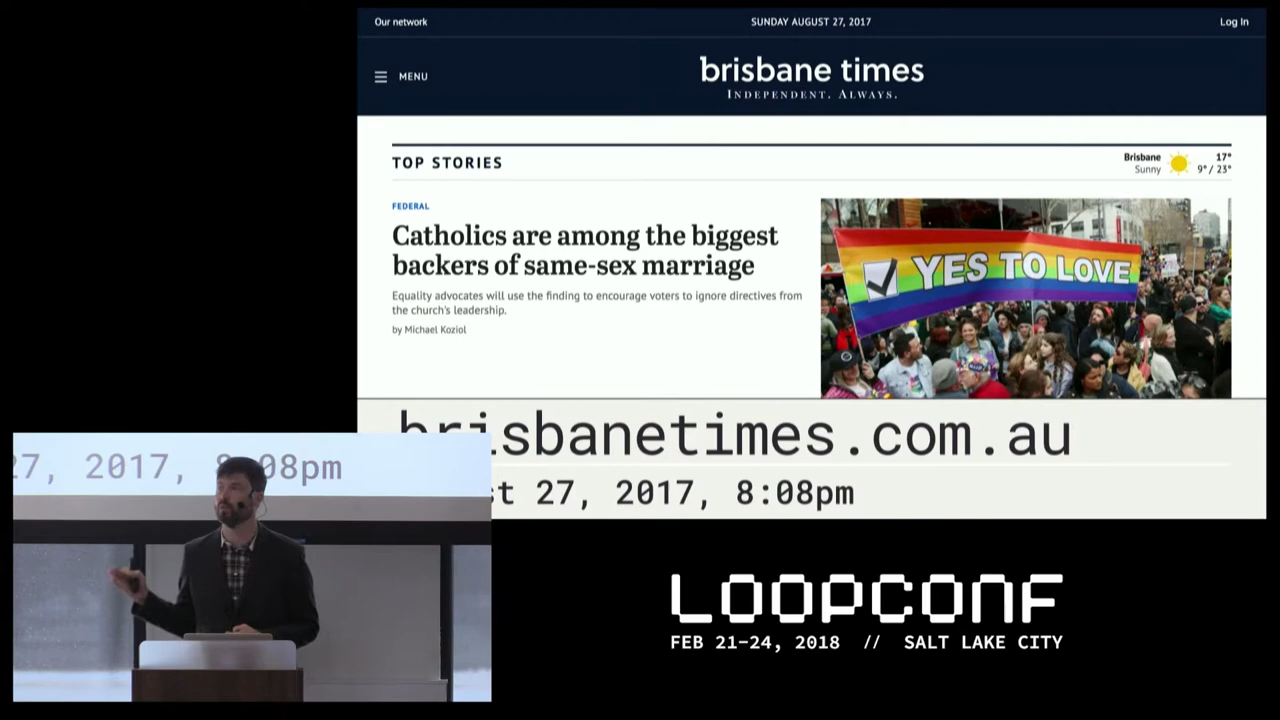 Our network
SUNDAY AUGUST 27, 2017
Log In
MENU
brisbane times
INDEPENDENT. ALWAYS.
TOP STORIES
Brisbane
Sunny
17°
9° / 23°
FEDERAL
Catholics are among the biggest
backers of same-sex marriage
Equality advocates will use the finding to encourage voters to ignore directives from
the church's leadership.
by Michael Koziol
YES TO LOVE
brisbanetimes.com.au
st 27, 2017, 8:08pm
27, 2017, 8:08pm
LOOPCONF
FEB 21-24, 2018 // SALT LAKE CITY